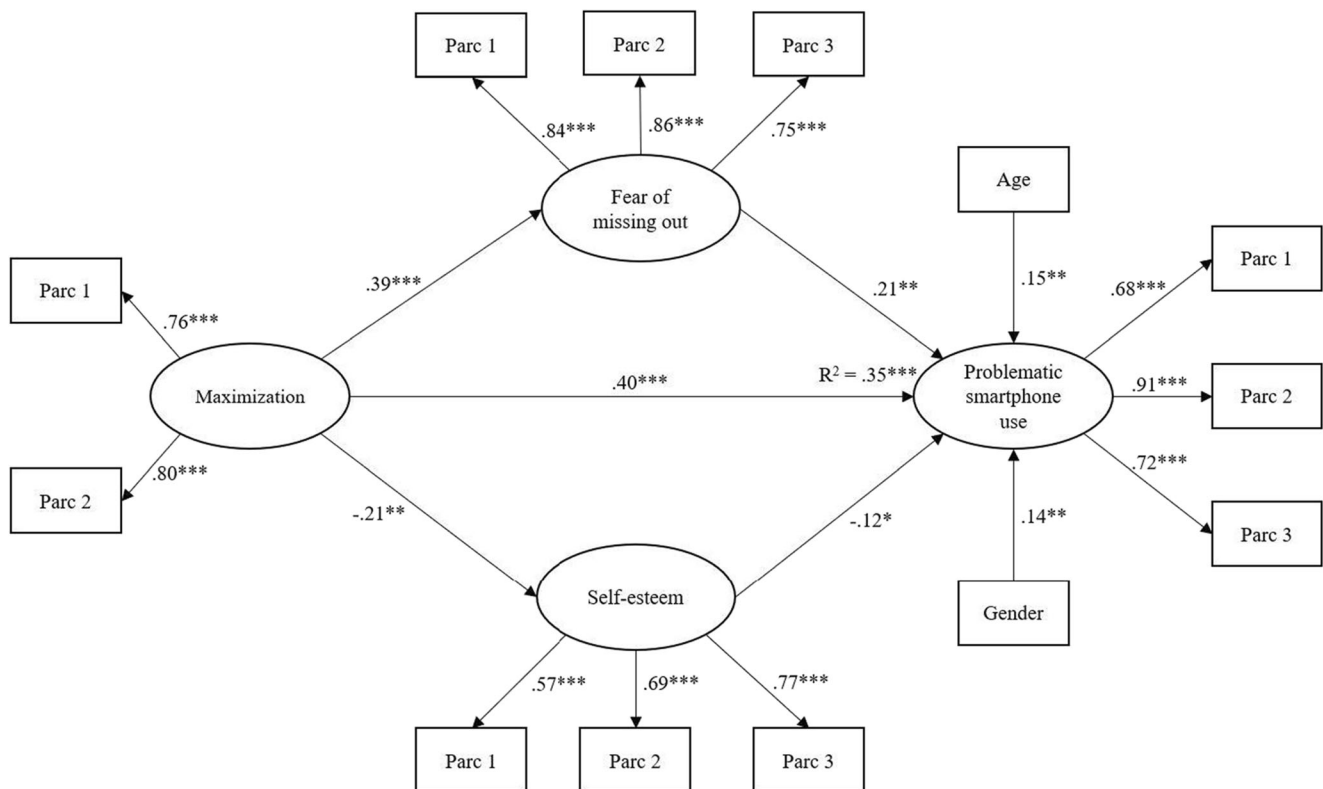 Parc 1
Parc 2
Parc 3
.84***
.86***
.75***
Fear of
missing out
Age
Parc 1
.39***
.21**
.15**
.68***
Parc 1
.76***
Maximization
.40***
R² = .35***
Problematic
smartphone
use
.91***
Parc 2
Parc 2
.80***
-.21**
-.12*
.14**
.72***
Parc 3
Self-esteem
Gender
.57***
.69***
.77***
Parc 1
Parc 2
Parc 3